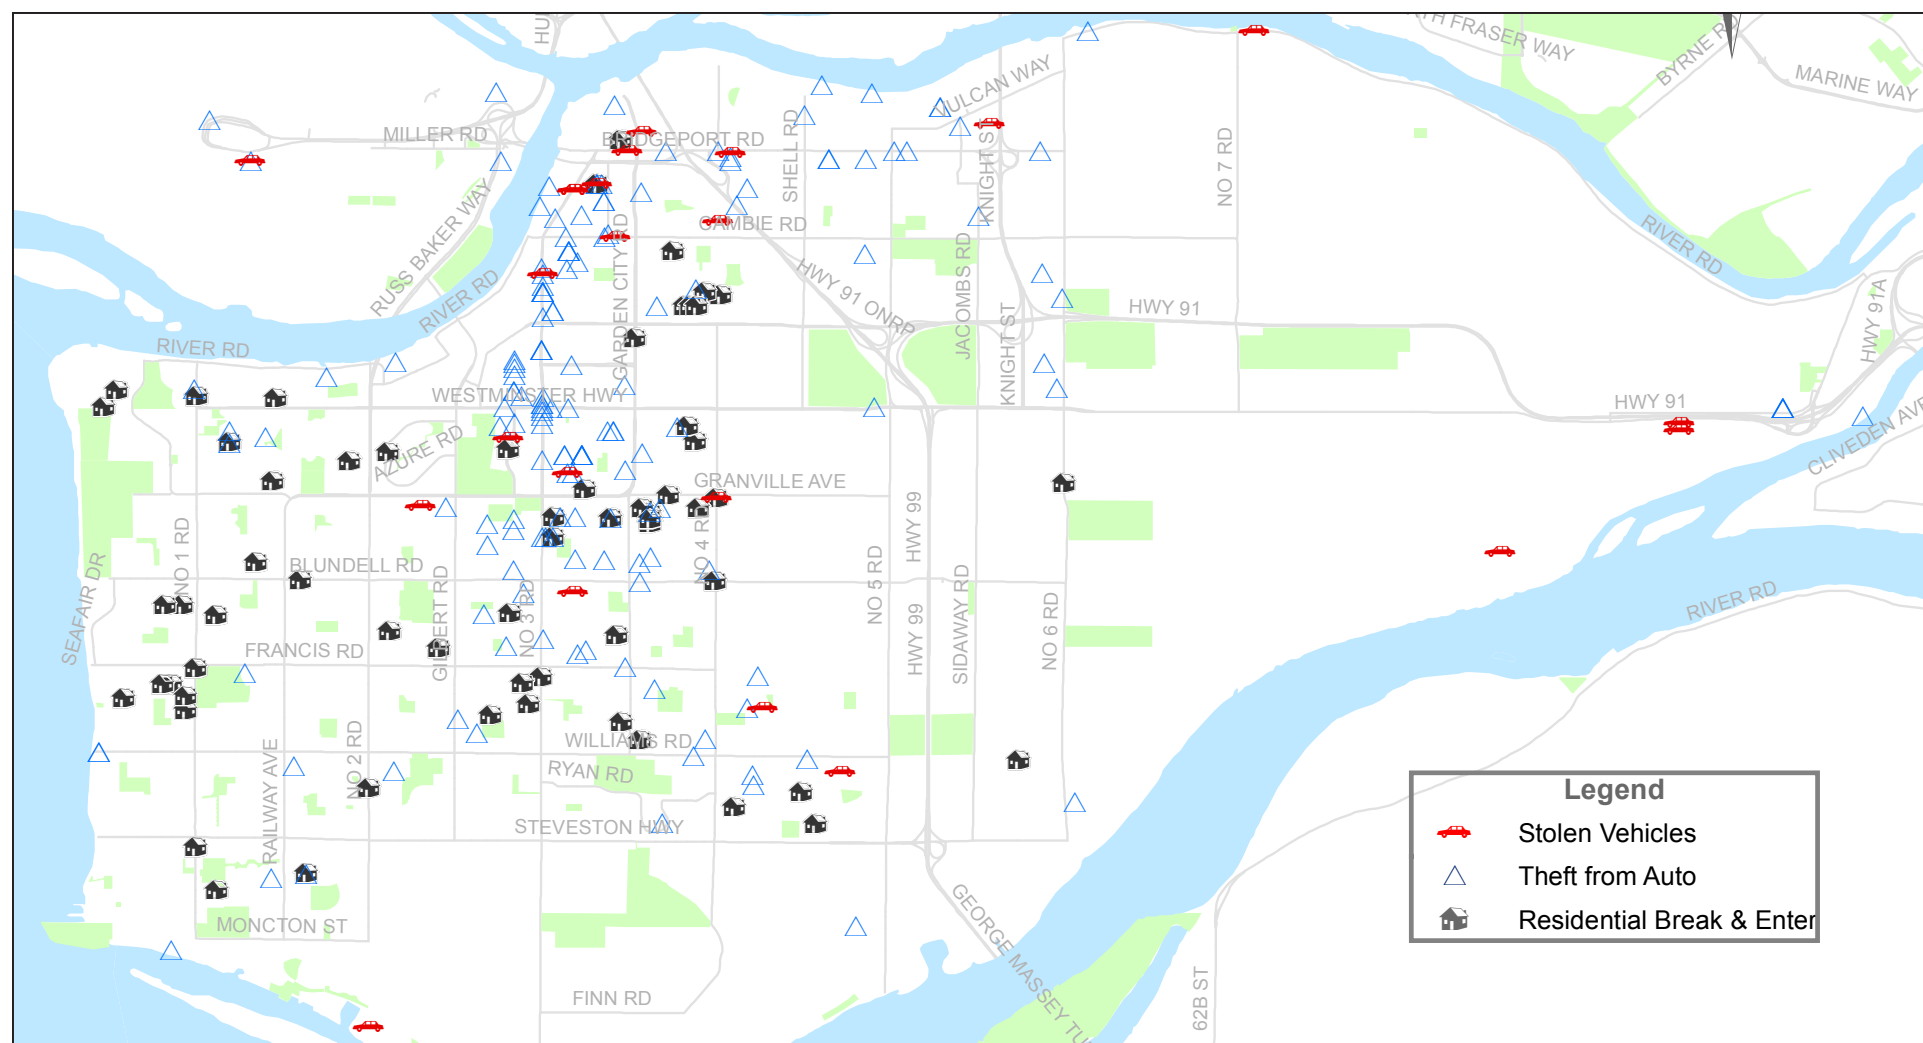 FRASER WAY
BYRNE RD
MARINE WAY
VULCAN WAY
MILLER RD
BRIDGEPORT RD
SHELL RD
KNIGHT ST
NO 7 RD
RUSS BAKER WAY
CAMBIE RD
GARDEN CITY RD
JACOMBS RD
RIVER RD
RIVER RD
HWY 91 ONRP
HWY 91
HWY 91A
KNIGHT ST
RIVER RD
WESTMINSTER HWY
HWY 91
CLIVEDEN AVE
AZURE RD
GRANVILLE AVE
HWY 99
NO 1 RD
NO 4 RD
NO 5 RD
BLUNDELL RD
SEAFAIR DR
GILBERT RD
NO 3 RD
HWY 99
SIDAWAY RD
NO 6 RD
RIVER RD
FRANCIS RD
WILLIAMS RD
RYAN RD
NO 2 RD
RAILWAY AVE
STEVESTON HWY
MONCTON ST
GEORGE MASSEY
FINN RD
62B ST
Legend
Stolen Vehicles
Theft from Auto
Residential Break & Enter